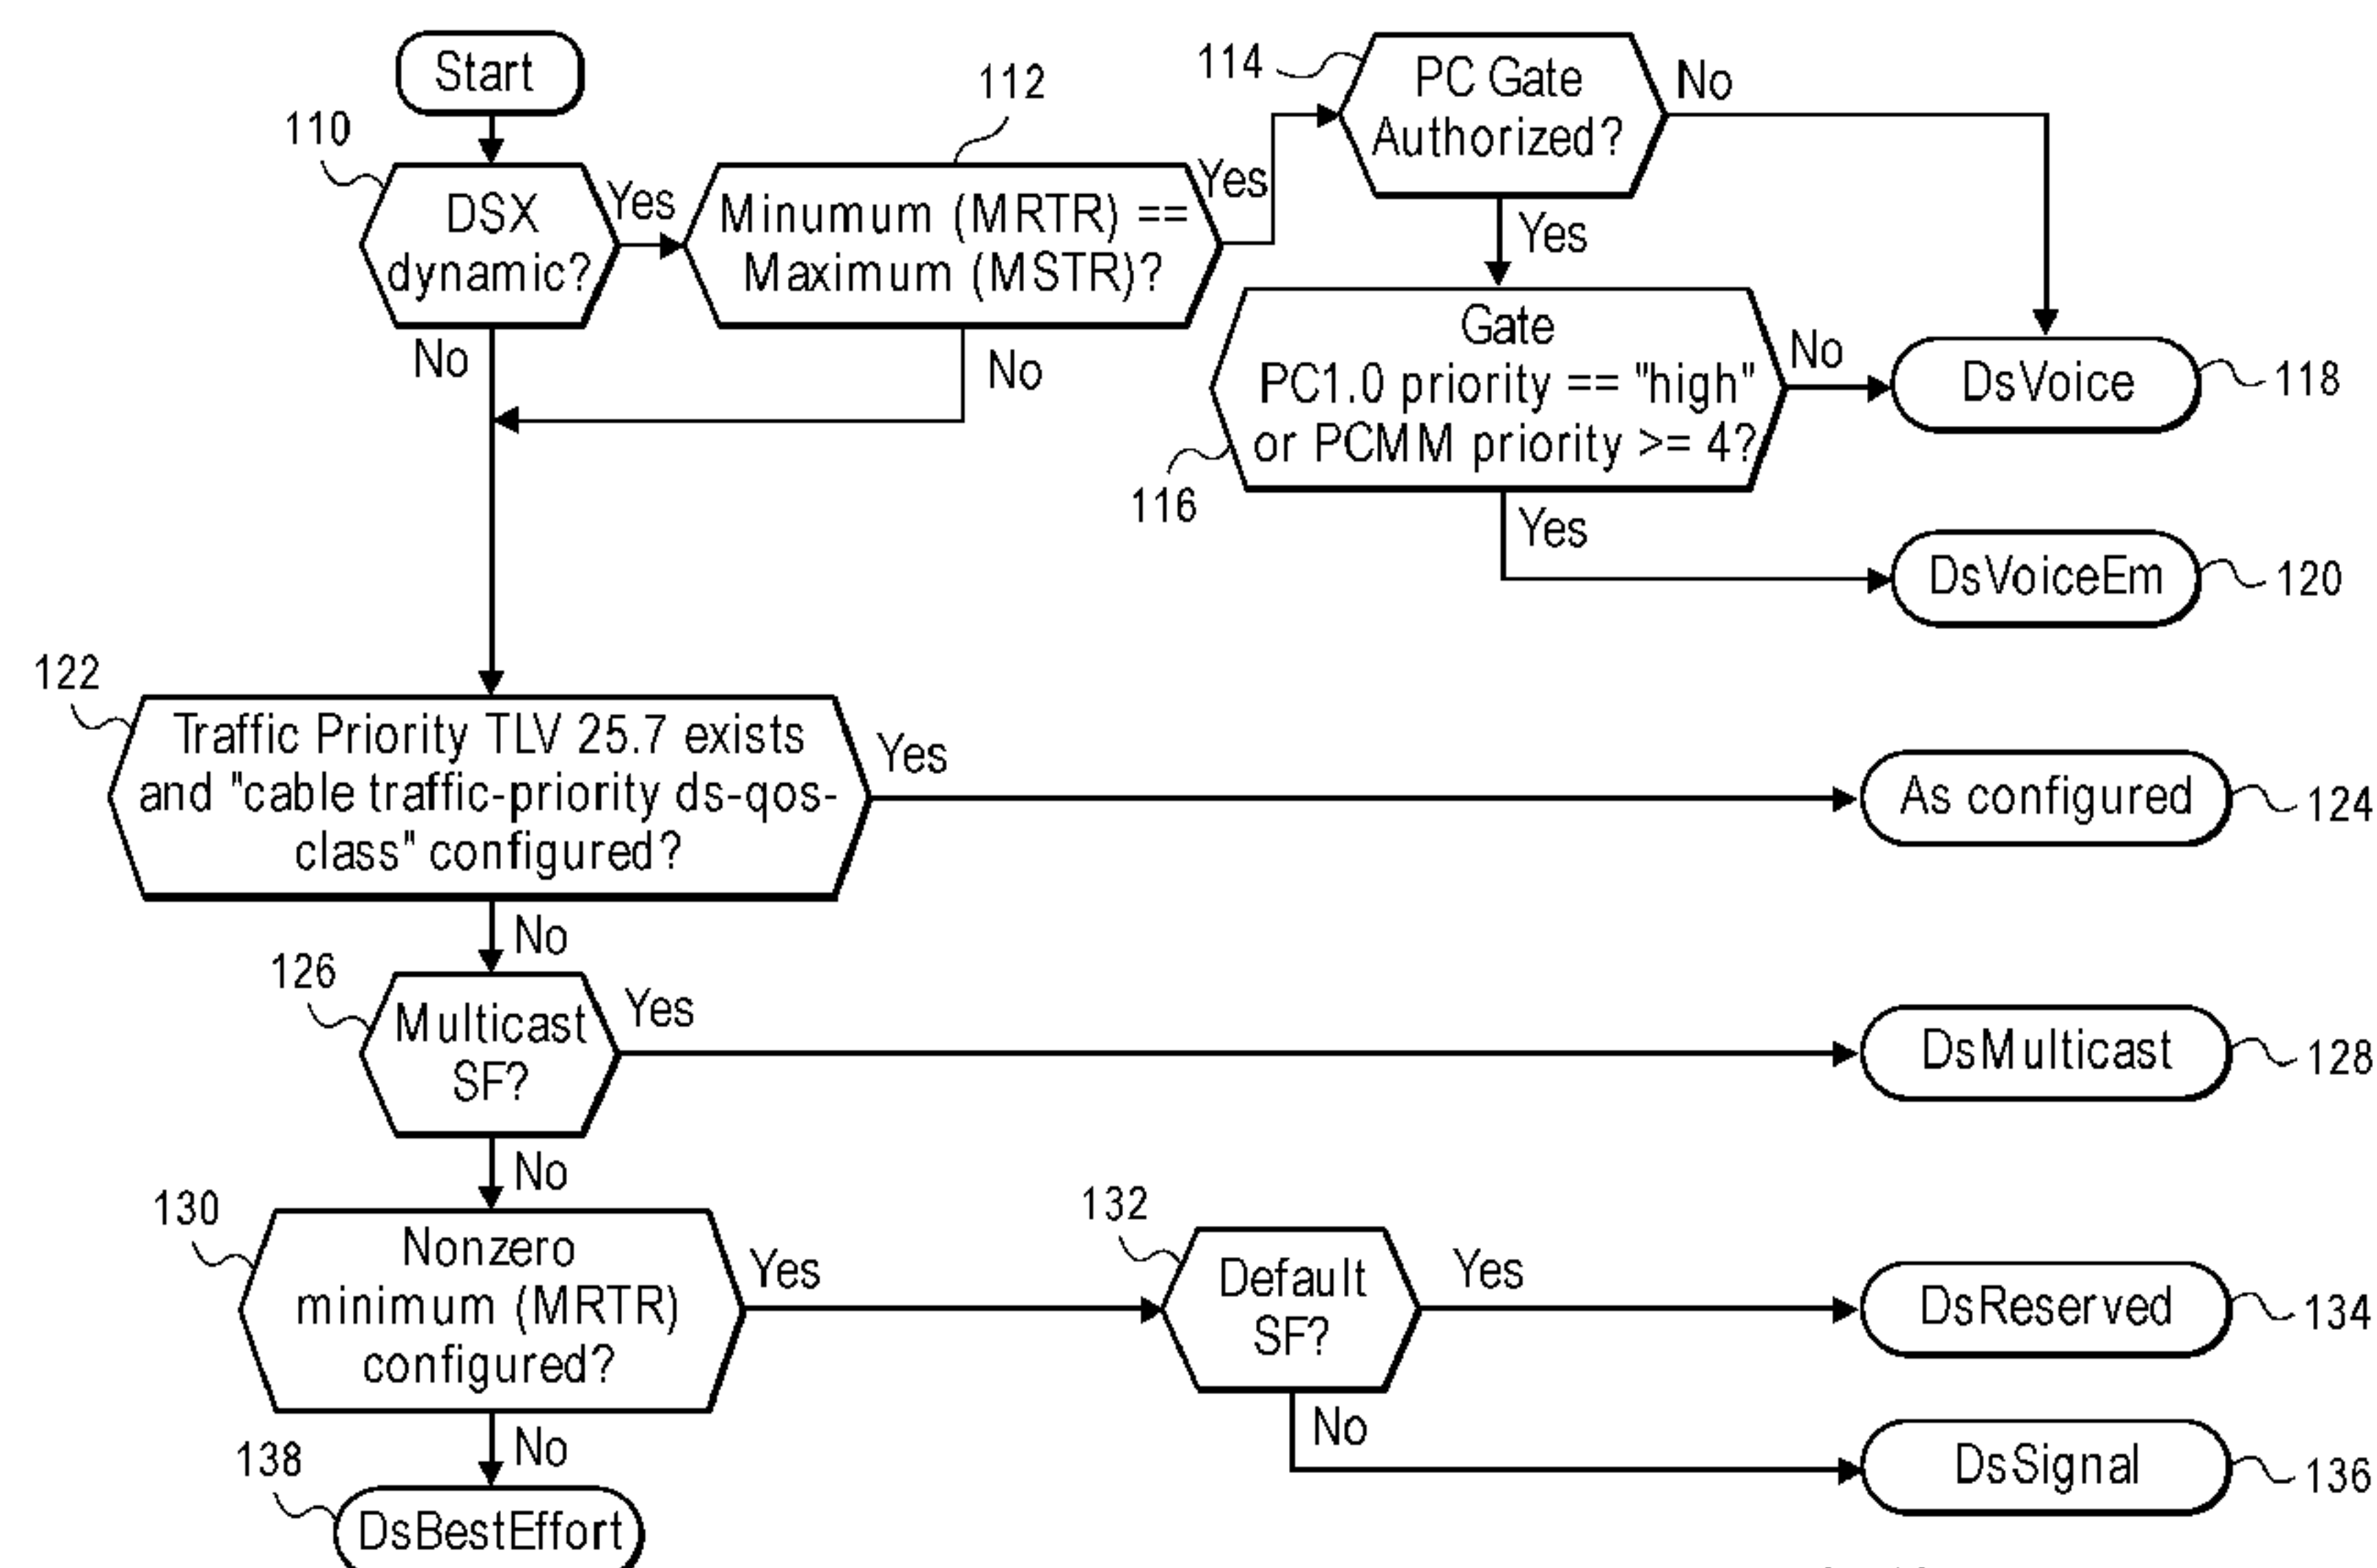 Start
110
DSX
dynamic?
Yes
No
112
Minumum (MRTR) ==
Maximum (MSTR)?
Yes
No
114
PC Gate
Authorized?
No
Yes
Gate
PC1.0 priority == "high"
or PCMM priority >= 4?
116
No
Yes
DsVoice
118
DsVoiceEm
120
122
Traffic Priority TLV 25.7 exists
and "cable traffic-priority ds-qos-
class" configured?
Yes
No
As configured
124
126
Multicast
SF?
Yes
No
DsMulticast
128
130
Nonzero
minimum (MRTR)
configured?
Yes
No
132
Default
SF?
Yes
No
DsReserved
134
DsSignal
136
138
DsBestEffort